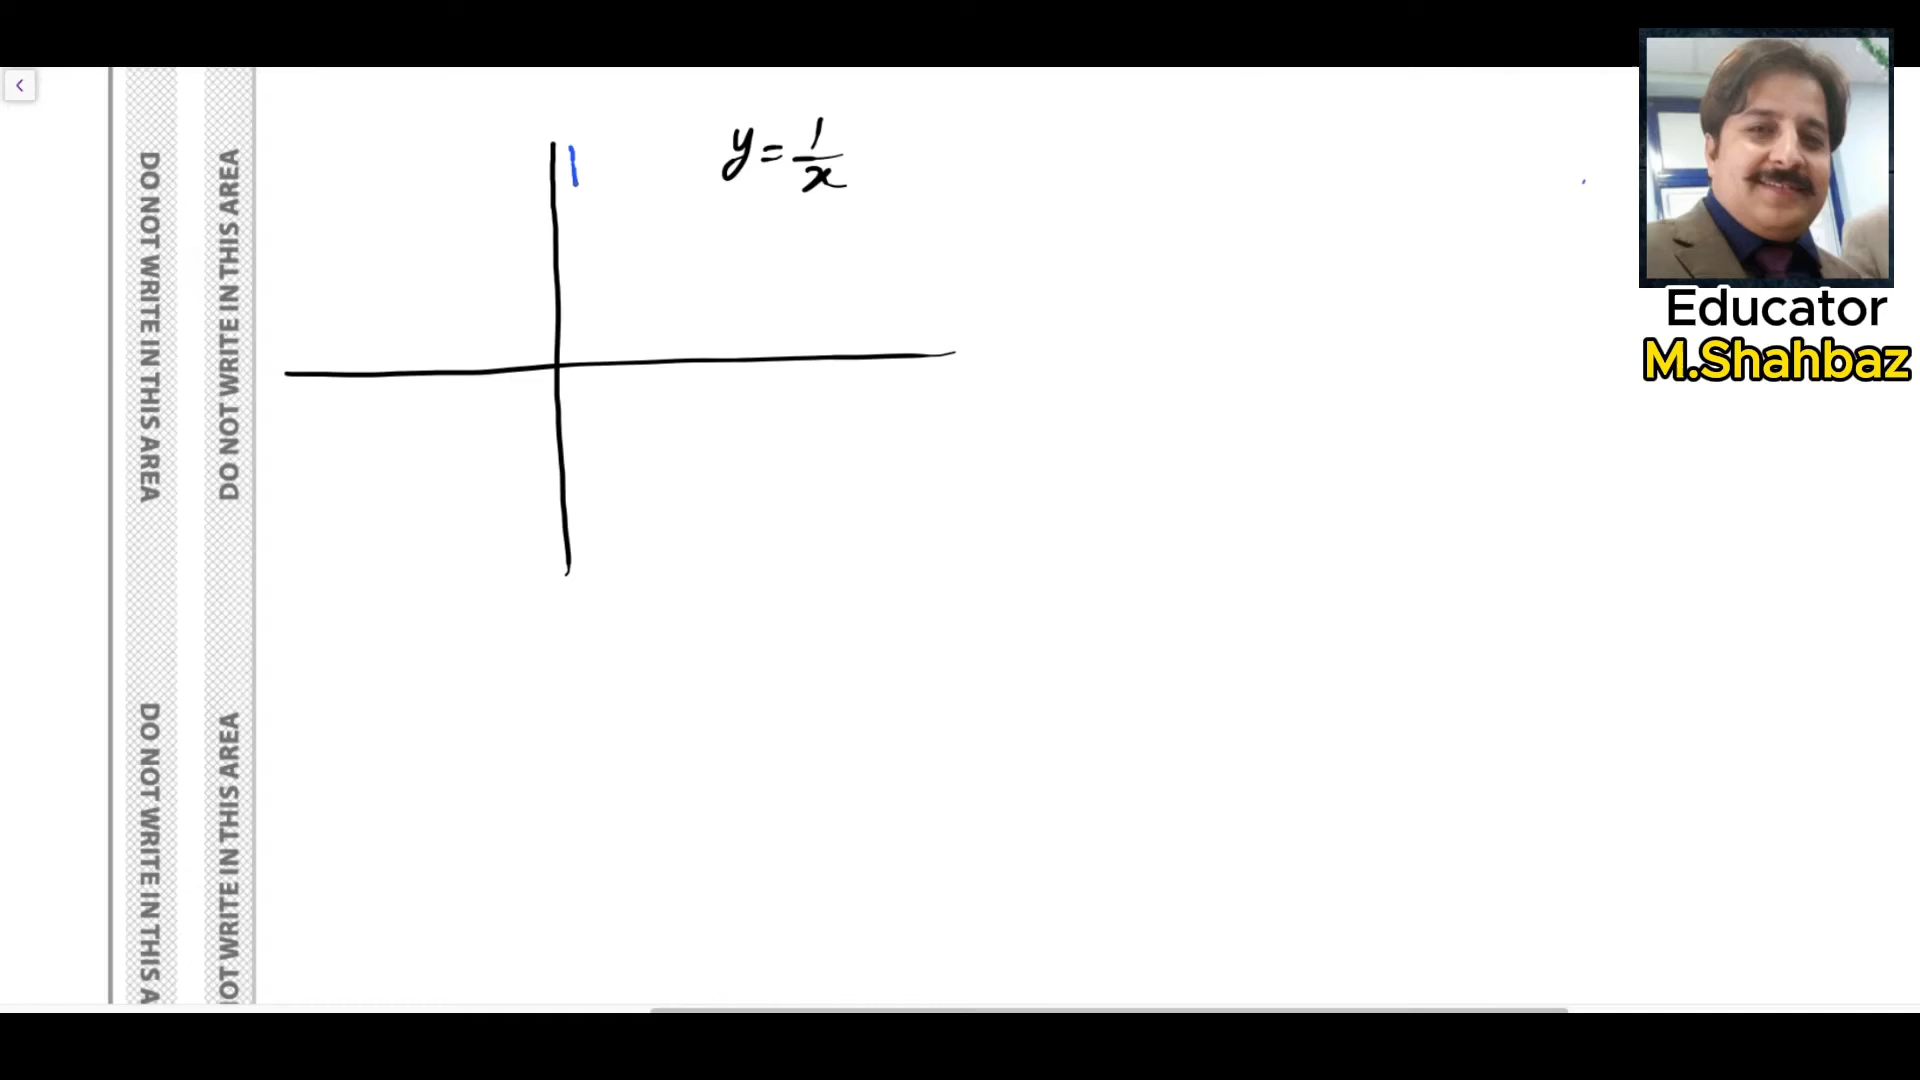 DO NOT WRITE IN THIS AREA
DO NOT WRITE IN THIS AREA
DO NOT WRITE IN THIS A
OT WRITE IN THIS AREA
y = 1/x
Educator
M.Shahbaz